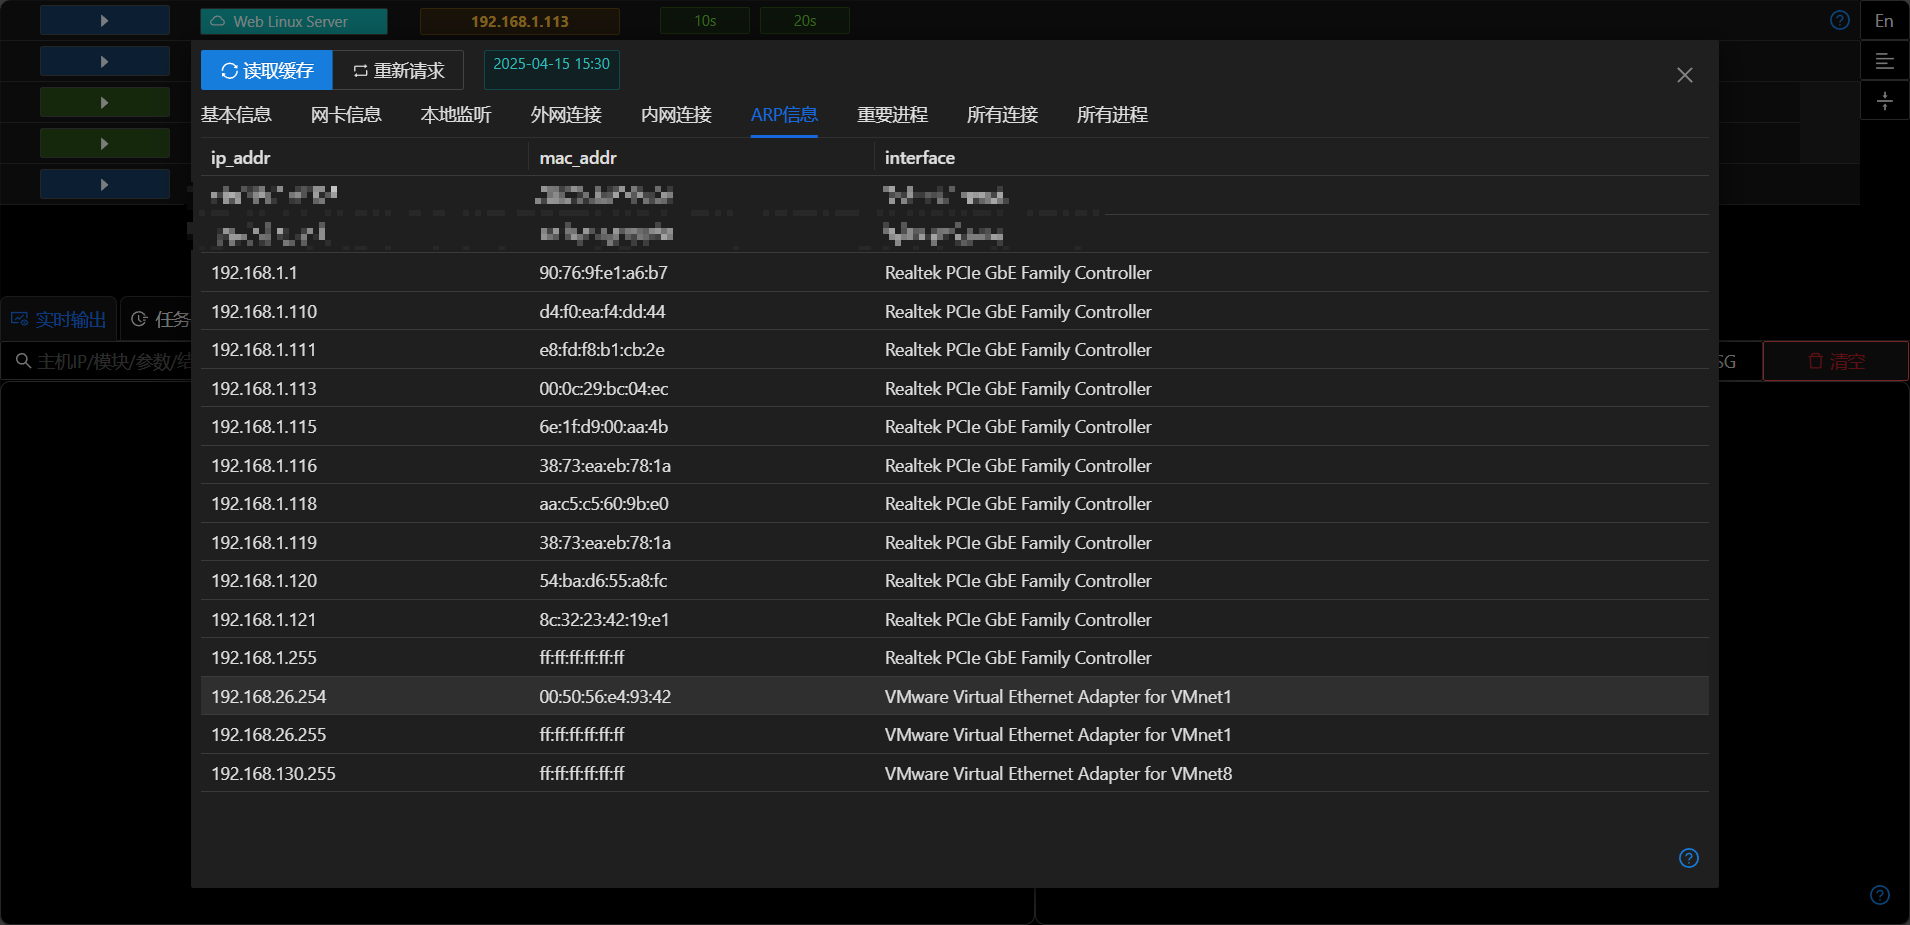 Web Linux Server 192.168.1.113 10s 20s En
读取缓存 重新请求 2025-04-15 15:30
基本信息 网卡信息 本地监听 外网连接 内网连接 ARP信息 重要进程 所有连接 所有进程
ip_addr mac_addr interface
192.168.1.1 90:76:9f:e1:a6:b7 Realtek PCIe GbE Family Controller
192.168.1.110 d4:f0:ea:f4:dd:44 Realtek PCIe GbE Family Controller
192.168.1.111 e8:fd:f8:b1:cb:2e Realtek PCIe GbE Family Controller
192.168.1.113 00:0c:29:bc:04:ec Realtek PCIe GbE Family Controller
192.168.1.115 6e:1f:d9:00:aa:4b Realtek PCIe GbE Family Controller
192.168.1.116 38:73:ea:eb:78:1a Realtek PCIe GbE Family Controller
192.168.1.118 aa:c5:c5:60:9b:e0 Realtek PCIe GbE Family Controller
192.168.1.119 38:73:ea:eb:78:1a Realtek PCIe GbE Family Controller
192.168.1.120 54:ba:d6:55:a8:fc Realtek PCIe GbE Family Controller
192.168.1.121 8c:32:23:42:19:e1 Realtek PCIe GbE Family Controller
192.168.1.255 ff:ff:ff:ff:ff:ff Realtek PCIe GbE Family Controller
192.168.26.254 00:50:56:e4:93:42 VMware Virtual Ethernet Adapter for VMnet1
192.168.26.255 ff:ff:ff:ff:ff:ff VMware Virtual Ethernet Adapter for VMnet1
192.168.130.255 ff:ff:ff:ff:ff:ff VMware Virtual Ethernet Adapter for VMnet8
实时输出 任务
主机IP/模块/参数/结 SG 清空